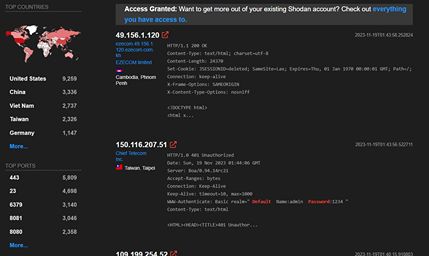 TOP COUNTRIES
United States 9,259
China 3,336
Viet Nam 2,737
Taiwan 2,326
Germany 1,147
More...
TOP PORTS
443 5,809
23 4,698
6379 3,140
8081 3,046
8080 2,358
More...
Access Granted: Want to get more out of your existing Shodan account? Check out everything
you have access to.
49.156.1.120
2023-11-19T01:43:58.252824
ezecom.49.156.1
.120.ezecom.com.
kh
EZECOM limited
Cambodia, Phnom
Penh
HTTP/1.1 200 OK
Content-Type: text/html; charset=utf-8
Content-Length: 24370
Set-Cookie: JSESSIONID=deleted; SameSite=Lax; Expires=Thu, 01 Jan 1970 00:00:01 GMT; Path=/;
Connection: keep-alive
X-Frame-Options: SAMEORIGIN
X-Content-Type-Options: nosniff
<!DOCTYPE html>
<html x...
150.116.207.51
2023-11-19T01:43:56.522711
Chief Telecom
Inc.
Taiwan, Taipei
HTTP/1.0 401 Unauthorized
Date: Sun, 19 Nov 2023 01:44:06 GMT
Server: Boa/0.94.14rc21
Accept-Ranges: bytes
Connection: Keep-Alive
Keep-Alive: timeout=10, max=1000
WWW-Authenticate: Basic realm=" Default Name:admin Password:1234 "
Content-Type: text/html
<HTML><HEAD><TITLE>401 Unauthor...
109.199.254.52